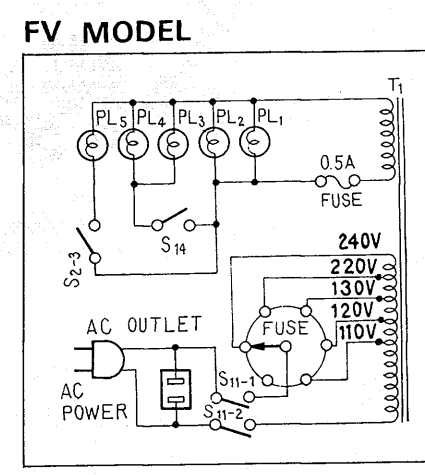 FV MODEL
T1
PL5 PL4 PL3 PL2 PL1
0.5A
FUSE
S14
S2-3
240V
220V
130V
120V
110V
FUSE
AC OUTLET
S11-1
S11-2
AC
POWER